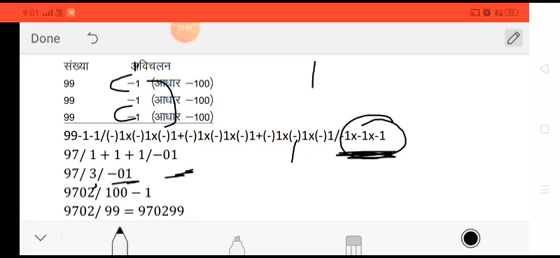 9:01
Done
संख्या अविचलन
99 -1 (आधार -100)
99 -1 (आधार -100)
99 -1 (आधार -100)
99-1-1/(-)1x(-)1x(-)1+(-)1x(-)1x(-)1+(-)1x(-)1x(-)1/-1x-1x-1
97/ 1 + 1 + 1/-01
97/ 3/ -01
9702/ 100 - 1
9702/ 99 = 970299